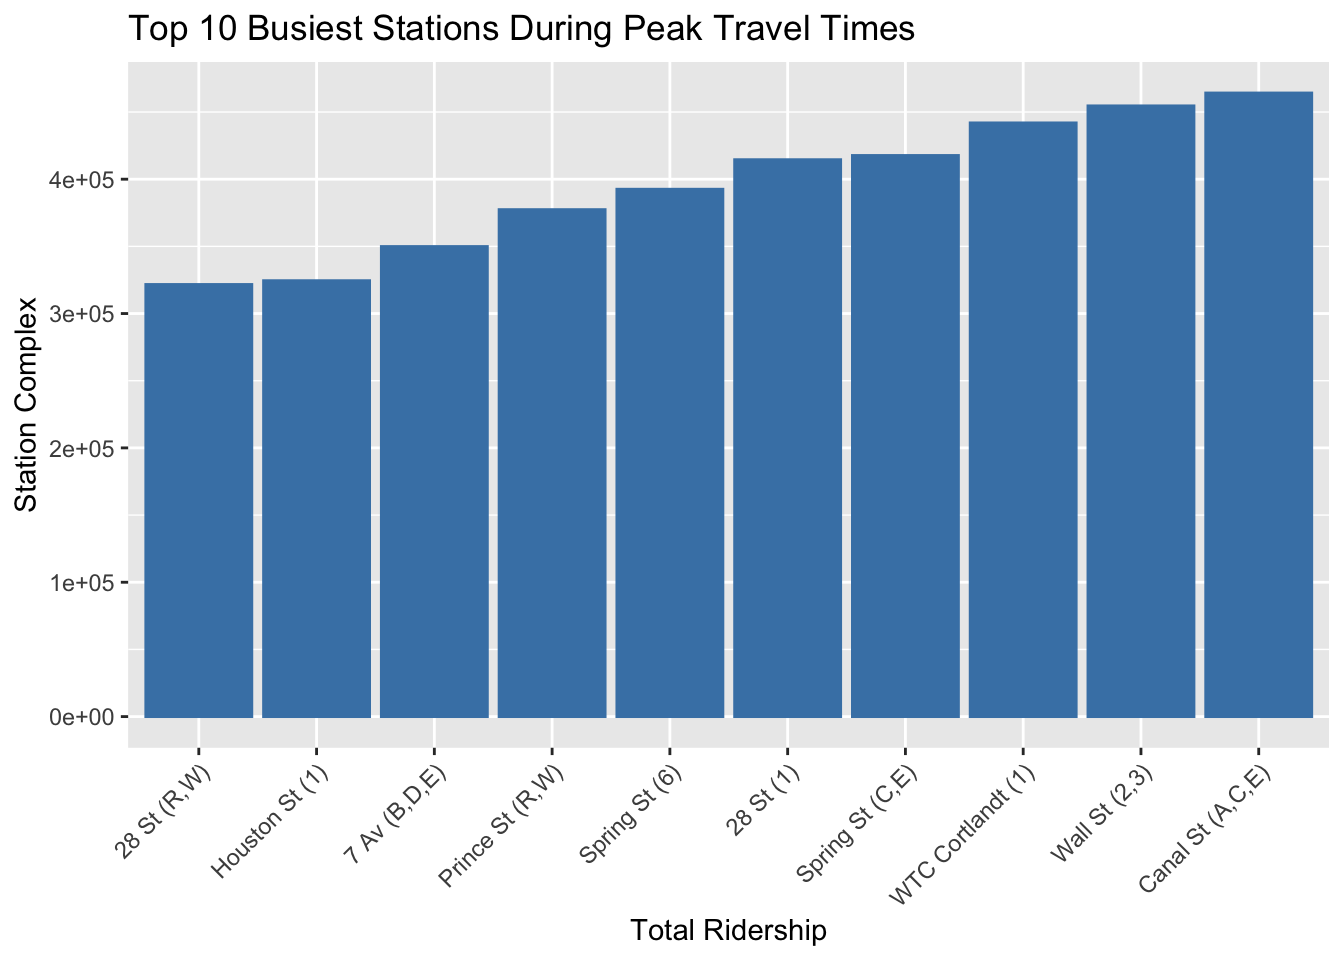 Top 10 Busiest Stations During Peak Travel Times
Station Complex
4e+05
3e+05
2e+05
1e+05
0e+00
28 St (R,W)
Houston St (1)
7 Av (B,D,E)
Prince St (R,W)
Spring St (6)
28 St (1)
Spring St (C,E)
WTC Cortlandt (1)
Wall St (2,3)
Canal St (A,C,E)
Total Ridership